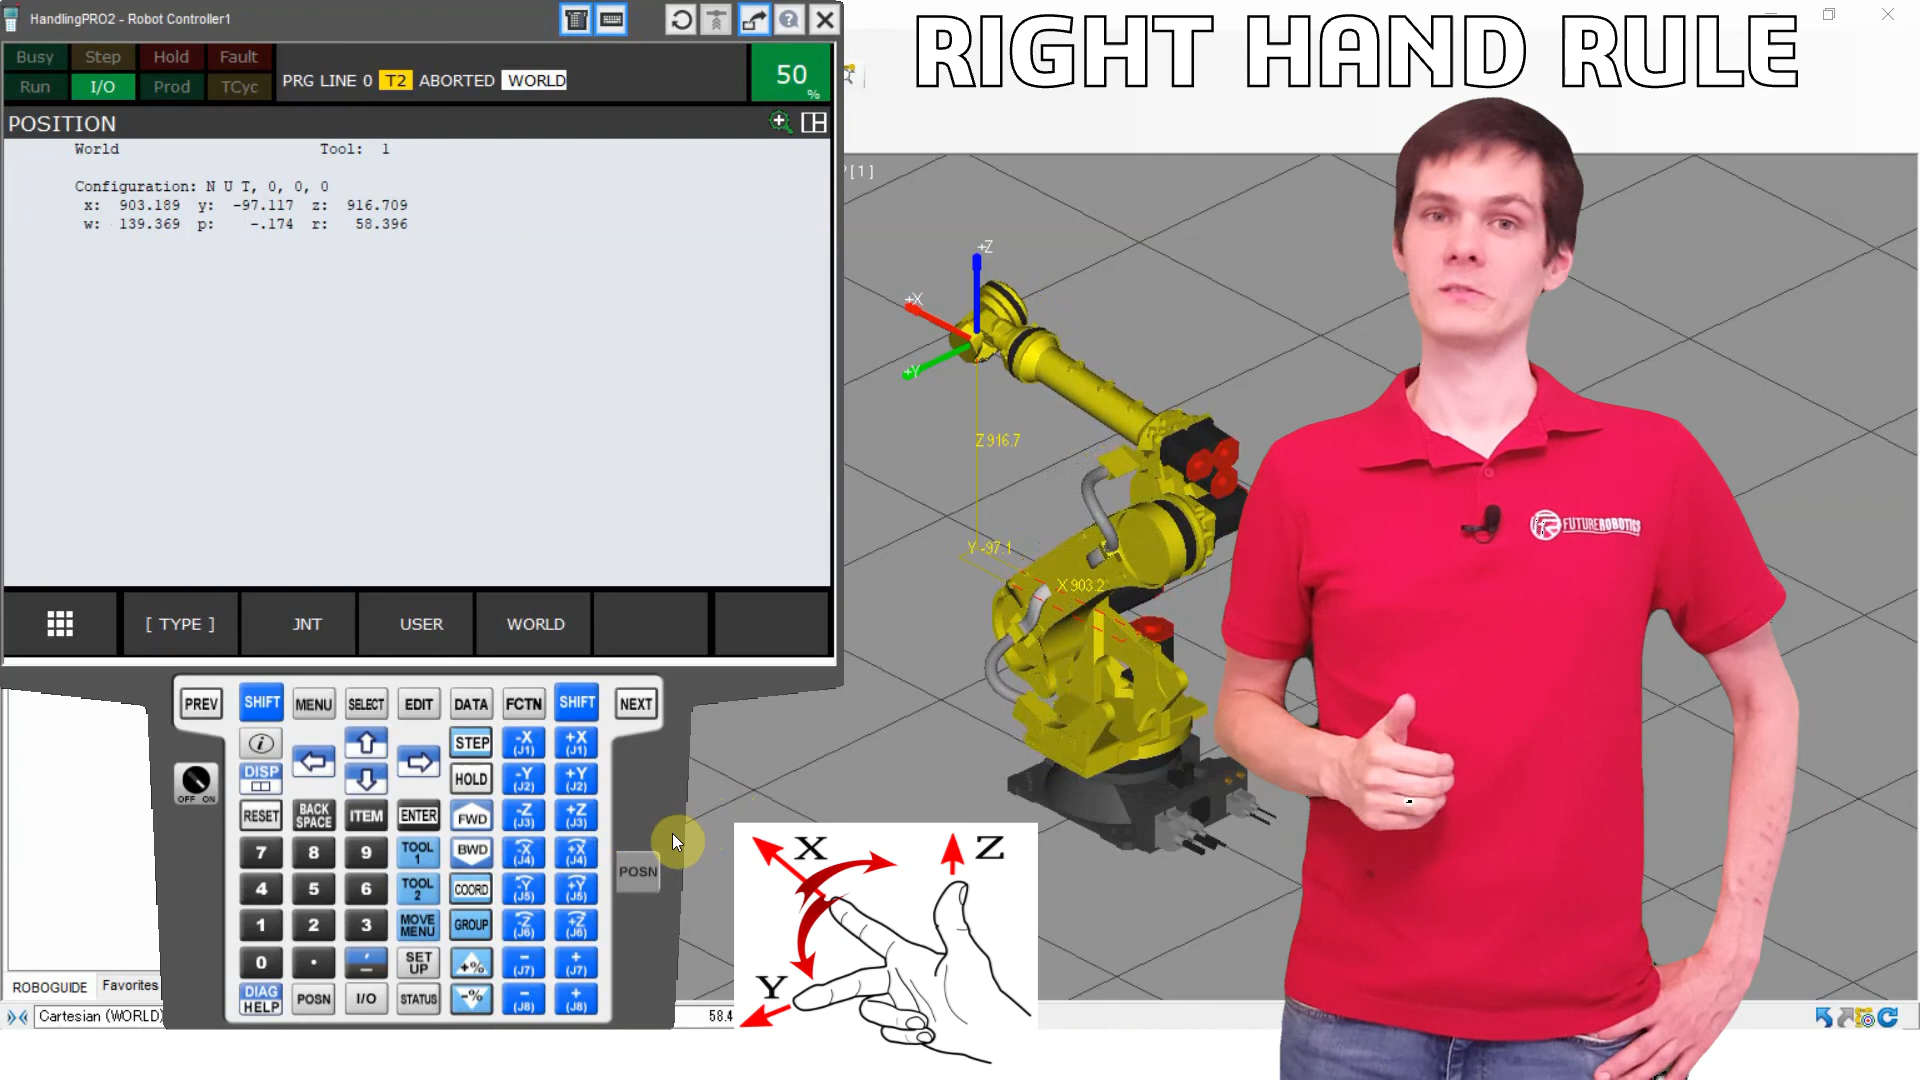 HandlingPRO2 - Robot Controller1
RIGHT HAND RULE
Busy Step Hold Fault
Run I/O Prod TCyc
PRG LINE 0 T2 ABORTED WORLD
50
%
POSITION
World Tool: 1
Configuration: N U T, 0, 0, 0
x: 903.189 y: -97.117 z: 916.709
w: 139.369 p: -.174 r: 58.396
[ TYPE ] JNT USER WORLD
[ 1 ]
+Z
+X
+Y
Z 916.7
Y -97.1
X 903.2
FUTUREROBOTICS
PREV SHIFT MENU SELECT EDIT DATA FCTN SHIFT NEXT
i STEP -X (J1) +X (J1)
DISP HOLD -Y (J2) +Y (J2)
OFF ON
RESET BACK SPACE ITEM ENTER FWD -Z (J3) +Z (J3)
7 8 9 TOOL 1 BWD -X (J4) +X (J4)
POSN
4 5 6 TOOL 2 COORD -Y (J5) +Y (J5)
1 2 3 MOVE MENU GROUP -Z (J6) +Z (J6)
0 . , - SET UP +% - (J7) + (J7)
DIAG HELP POSN I/O STATUS -% - (J8) + (J8)
ROBOGUIDE Favorites
Cartesian (WORLD) 58.4
X Z
Y